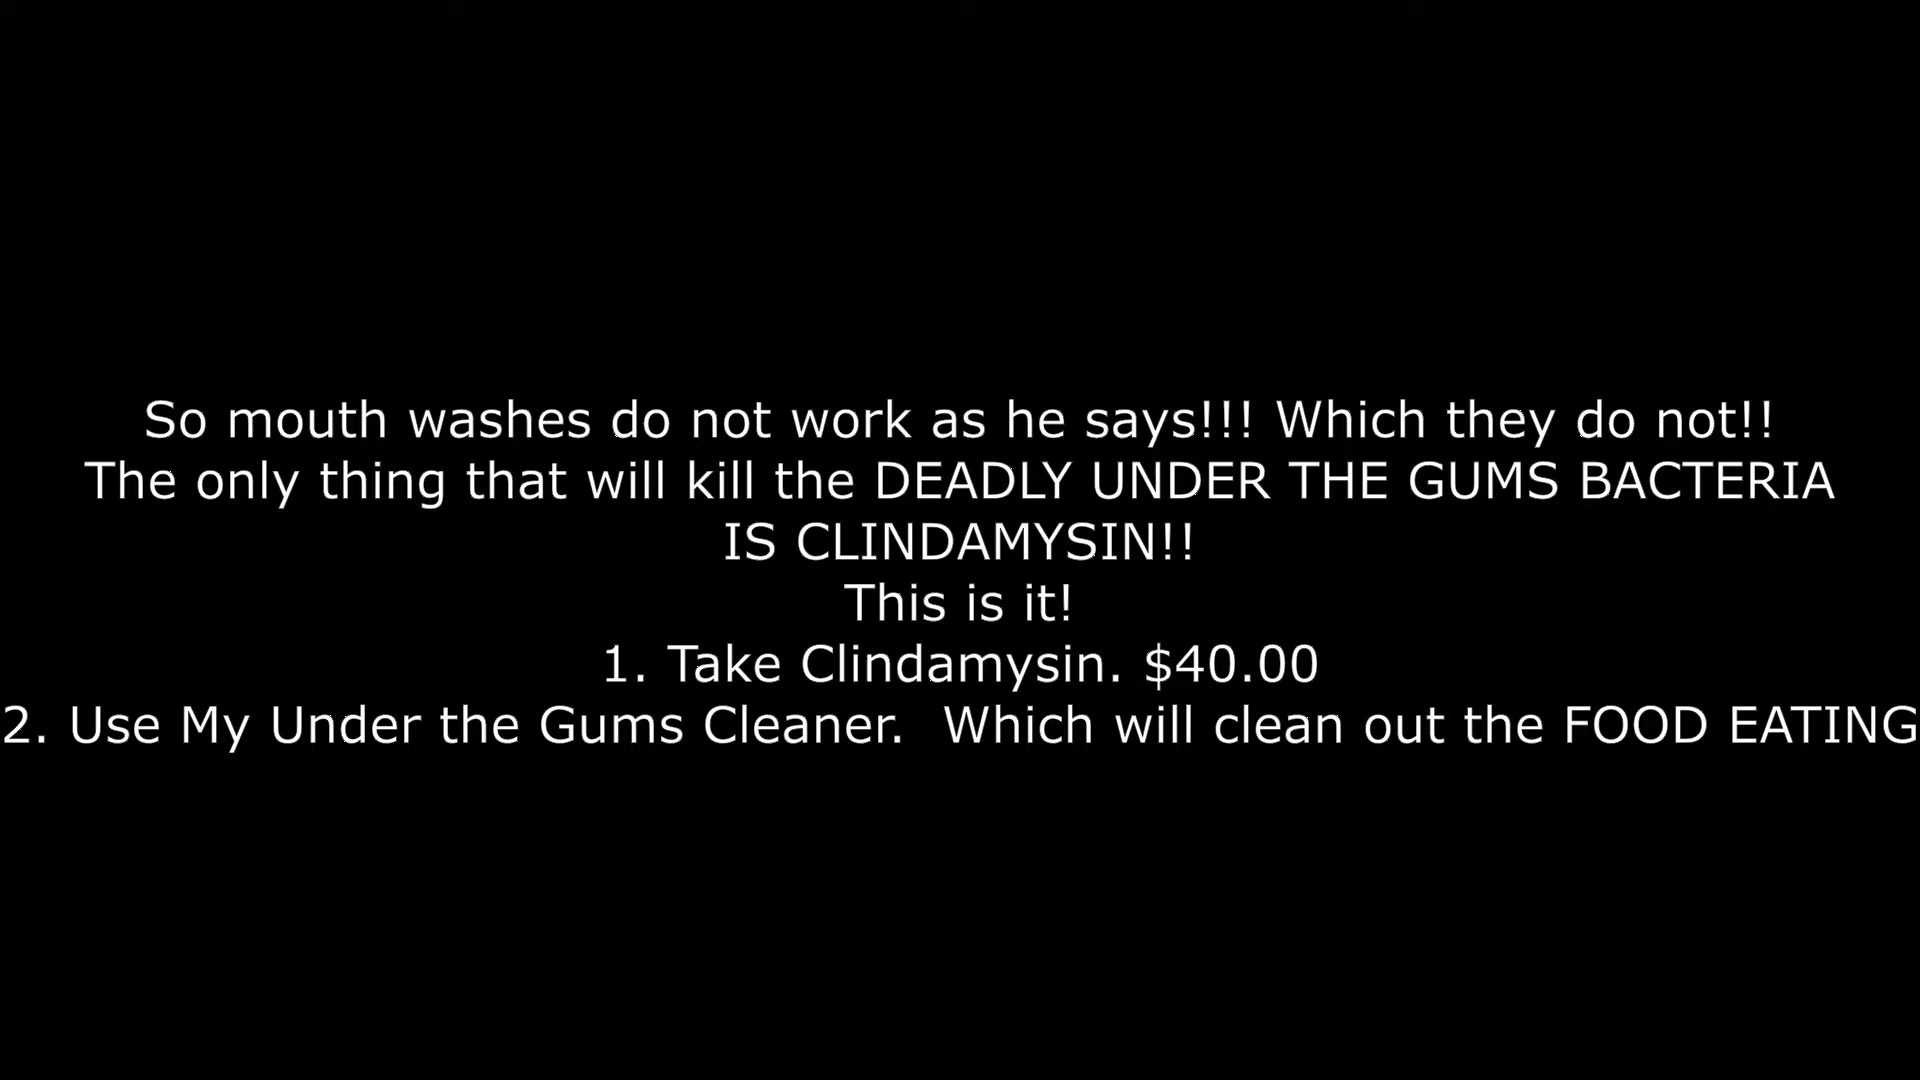 So mouth washes do not work as he says!!! Which they do not!!
The only thing that will kill the DEADLY UNDER THE GUMS BACTERIA
IS CLINDAMYSIN!!
This is it!
1. Take Clindamysin. $40.00
2. Use My Under the Gums Cleaner.  Which will clean out the FOOD EATING